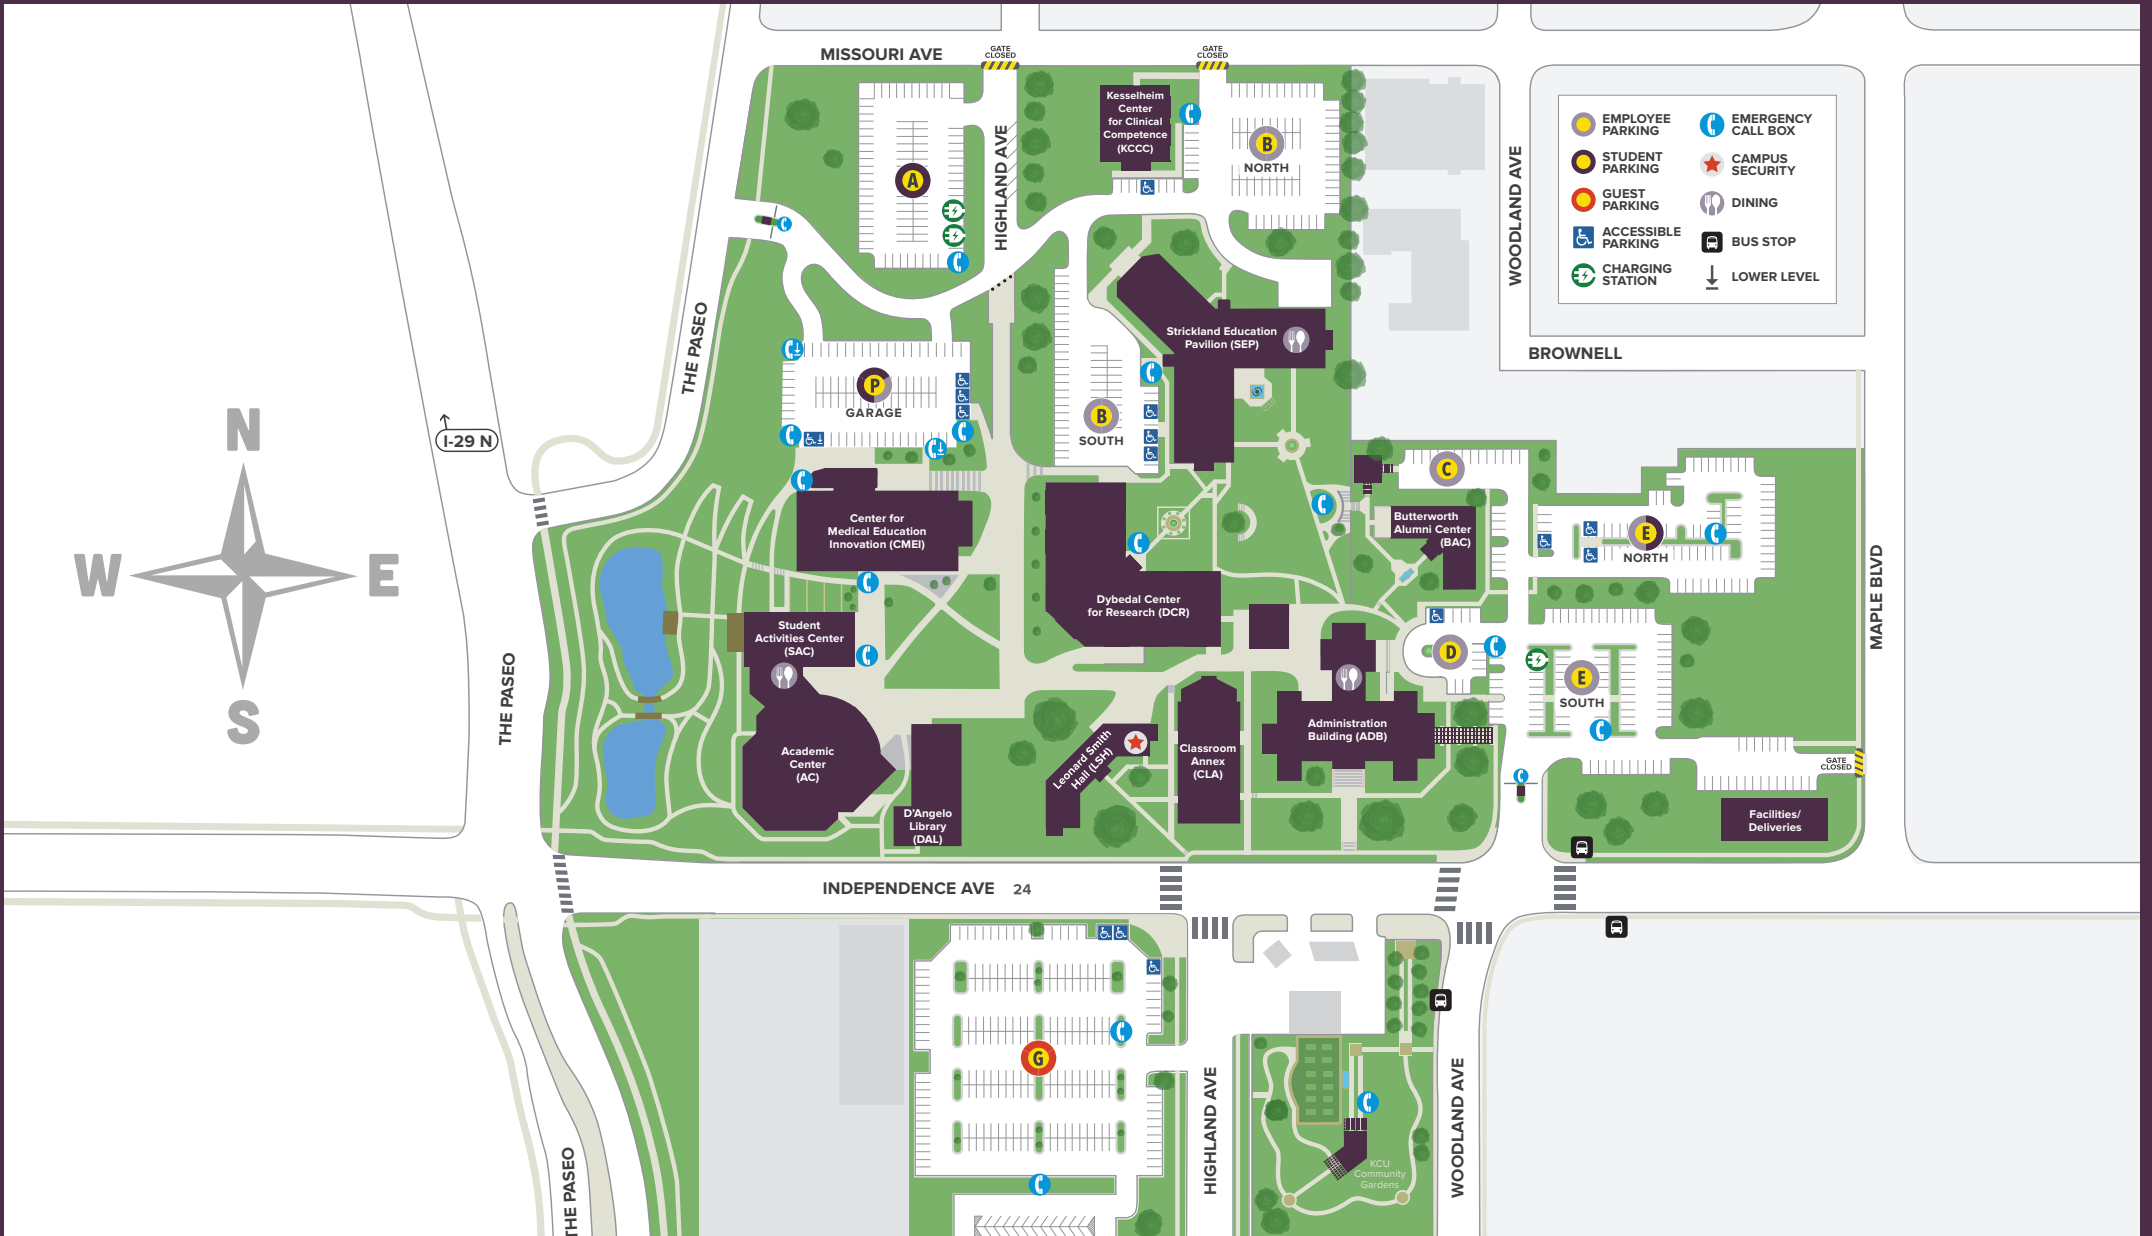 MISSOURI AVE
GATE
CLOSED
GATE
CLOSED
Kesselheim
Center
for Clinical
Competence
(KCCC)
B
NORTH
A
HIGHLAND AVE
WOODLAND AVE
EMPLOYEE
PARKING
STUDENT
PARKING
GUEST
PARKING
ACCESSIBLE
PARKING
CHARGING
STATION
EMERGENCY
CALL BOX
CAMPUS
SECURITY
DINING
BUS STOP
LOWER LEVEL
THE PASEO
Strickland Education
Pavilion (SEP)
BROWNELL
P
GARAGE
B
SOUTH
N
W
E
S
I-29 N
C
Center for
Medical Education
Innovation (CMEI)
Butterworth
Alumni Center
(BAC)
E
NORTH
MAPLE BLVD
Dybedal Center
for Research (DCR)
Student
Activities Center
(SAC)
D
E
SOUTH
THE PASEO
Academic
Center
(AC)
Leonard Smith
Hall (LSH)
Classroom
Annex
(CLA)
Administration
Building (ADB)
GATE
CLOSED
D'Angelo
Library
(DAL)
Facilities/
Deliveries
INDEPENDENCE AVE 24
G
HIGHLAND AVE
WOODLAND AVE
KCU
Community
Gardens
THE PASEO